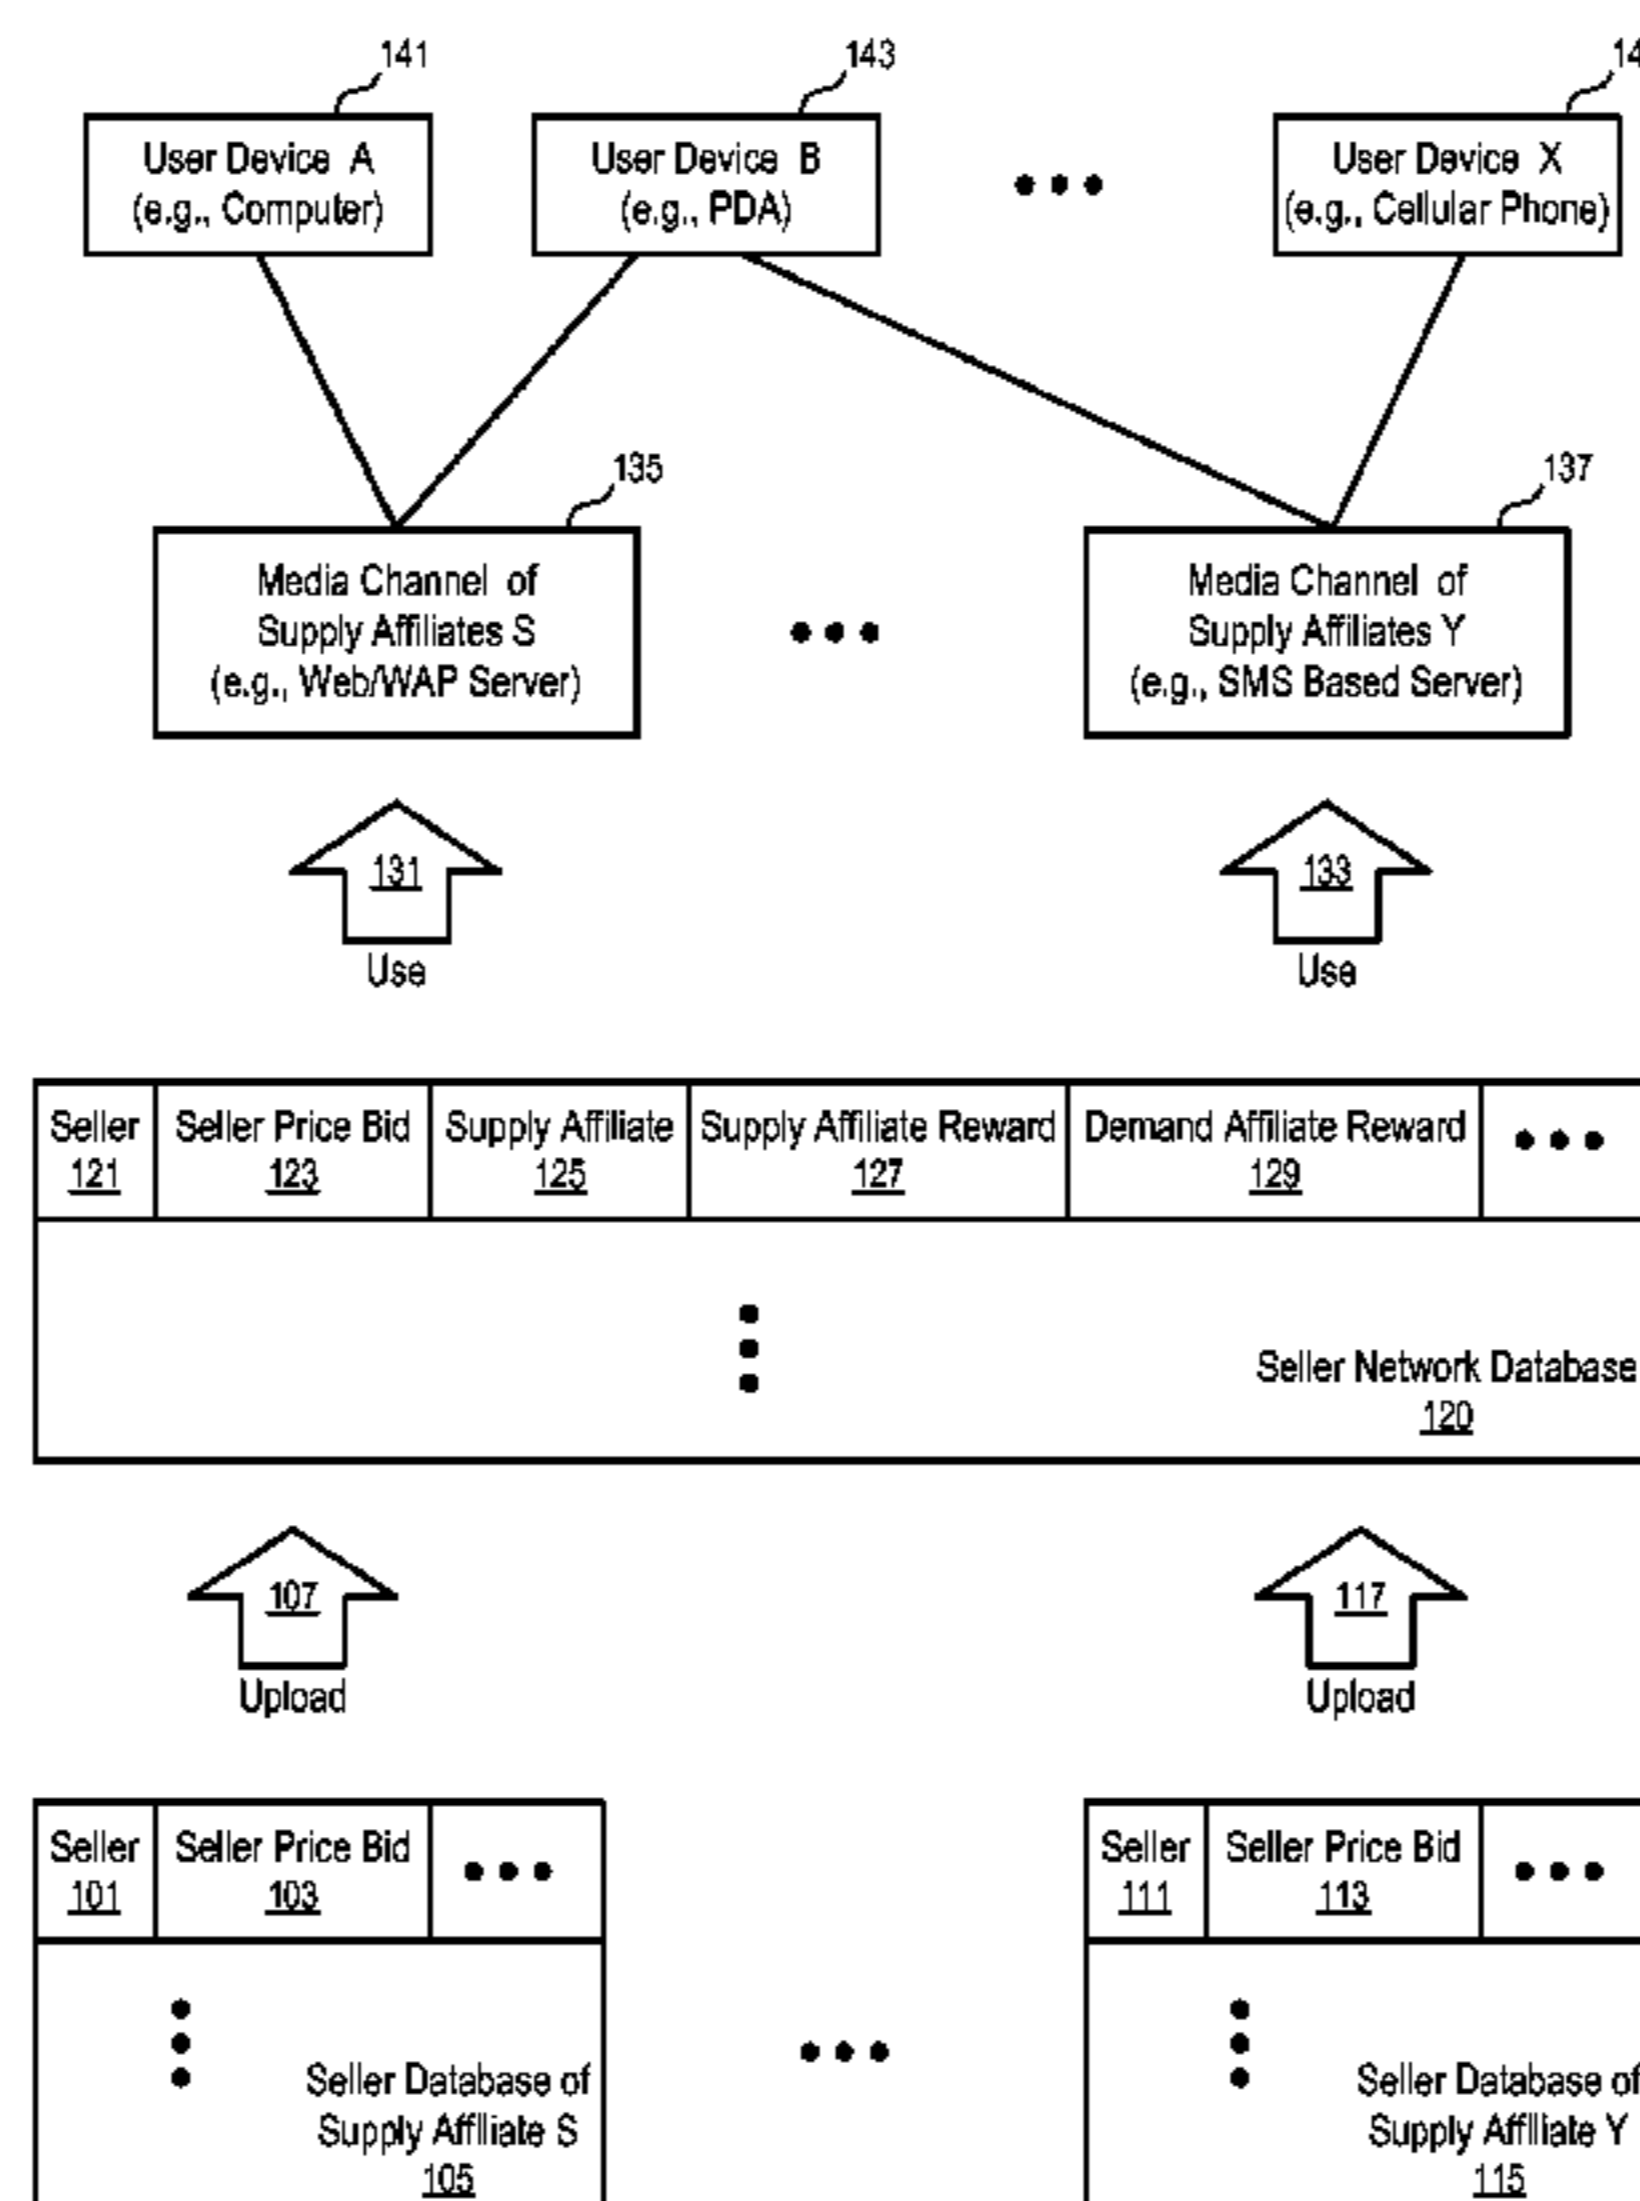 141
143
User Device A
(e.g., Computer)
User Device B
(e.g., PDA)
User Device X
(e.g., Cellular Phone)
135
137
Media Channel of
Supply Affiliates S
(e.g., Web/WAP Server)
Media Channel of
Supply Affiliates Y
(e.g., SMS Based Server)
131
Use
133
Use
Seller
121
Seller Price Bid
123
Supply Affiliate
125
Supply Affiliate Reward
127
Demand Affiliate Reward
129
Seller Network Database
120
107
Upload
117
Upload
Seller
101
Seller Price Bid
103
Seller Database of
Supply Affiliate S
105
Seller
111
Seller Price Bid
113
Seller Database of
Supply Affiliate Y
115